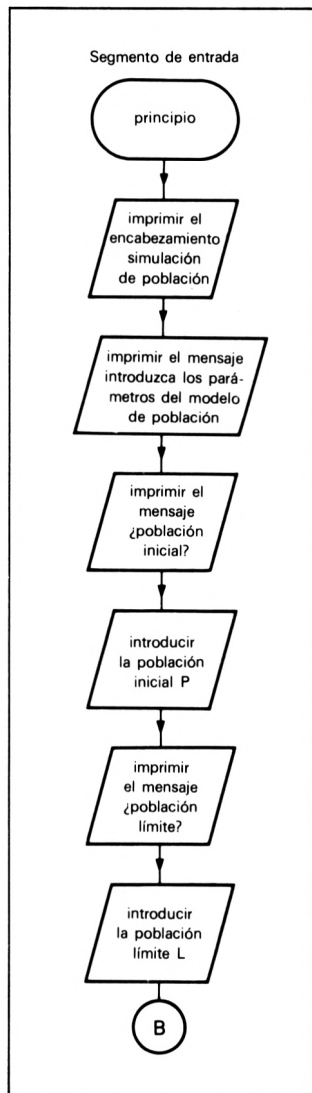 Segmento de entrada
principio
imprimir el
encabezamiento
simulación
de población
imprimir el mensaje
introduzca los pará-
metros del modelo
de población
imprimir el
mensaje
¿población
inicial?
introducir
la población
inicial P
imprimir
el mensaje
¿población
límite?
introducir
la población
límite L
B